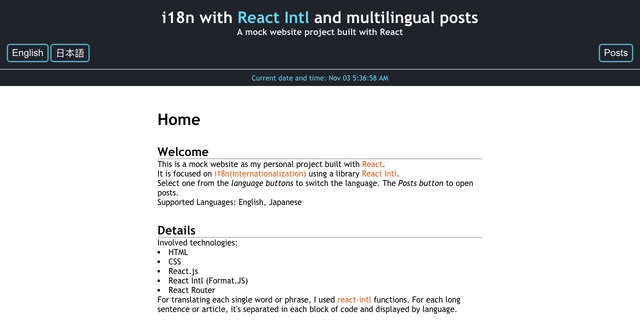 i18n with React Intl and multilingual posts
A mock website project built with React
English 日本語 Posts
Current date and time: Nov 03 5:36:58 AM
Home
Welcome
This is a mock website as my personal project built with React.
It is focused on i18n(internationalization) using a library React Intl.
Select one from the language buttons to switch the language. The Posts button to open
posts.
Supported Languages: English, Japanese
Details
Involved technologies:
• HTML
• CSS
• React.js
• React Intl (Format.JS)
• React Router
For translating each single word or phrase, I used react-intl functions. For each long
sentence or article, it's separated in each block of code and displayed by language.